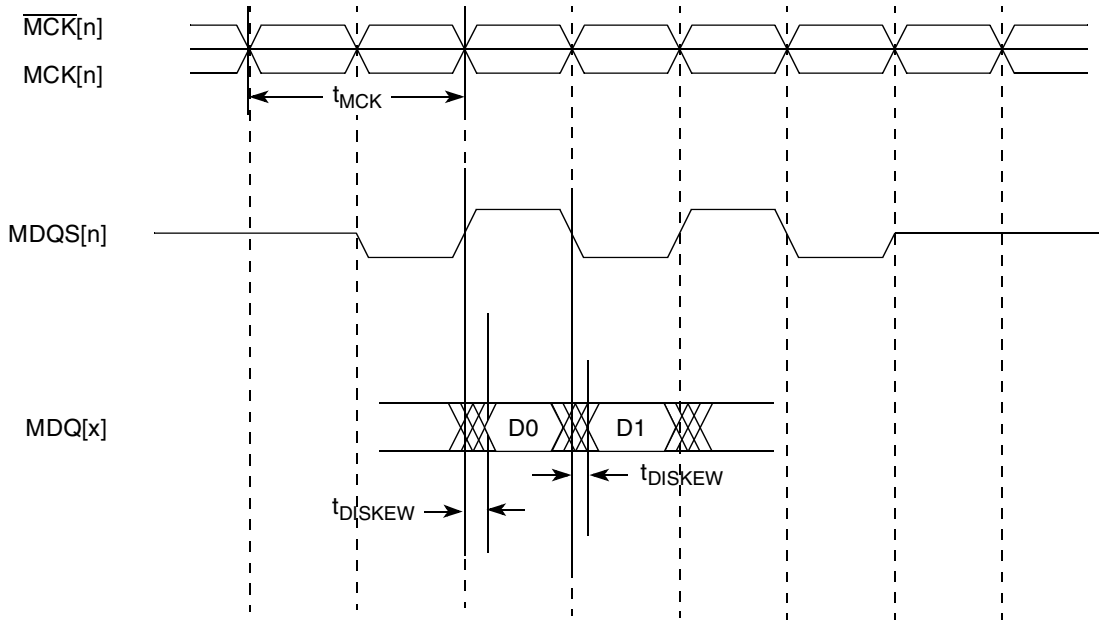 MCK[n]
MCK[n]
tMCK
MDQS[n]
MDQ[x]
D0
D1
tDISKEW
tDISKEW